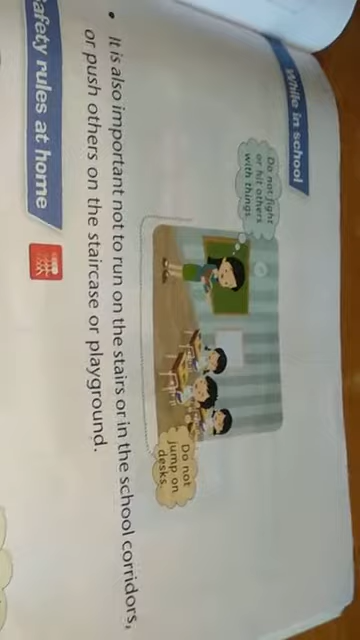 While in school
Do not fight
or hit others
with things.
Do not
jump on
desks.
• It is also important not to run on the stairs or in the school corridors,
or push others on the staircase or playground.
Safety rules at home